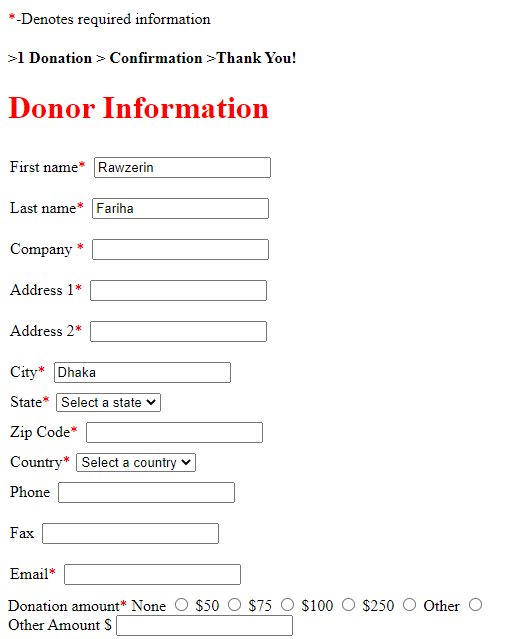 *-Denotes required information
>1 Donation > Confirmation >Thank You!
Donor Information
First name* Rawzerin
Last name* Fariha
Company *
Address 1*
Address 2*
City* Dhaka
State* Select a state
Zip Code*
Country* Select a country
Phone
Fax
Email*
Donation amount* None $50 $75 $100 $250 Other
Other Amount $